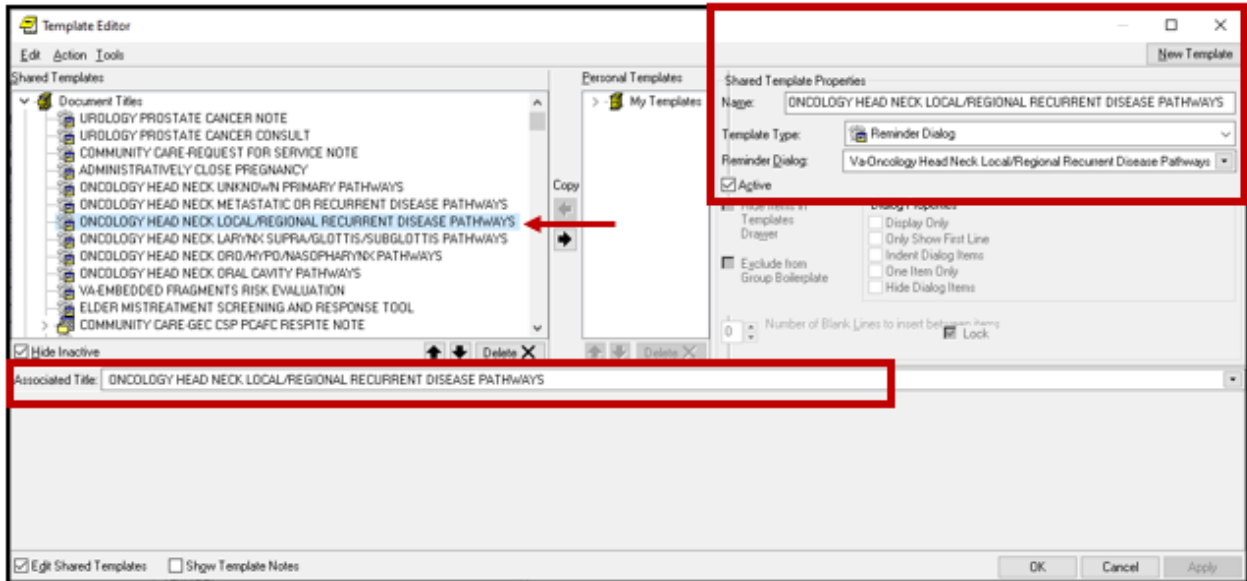 Template Editor
Edit Action Tools
New Template
Shared Templates
Document Titles
UROLOGY PROSTATE CANCER NOTE
UROLOGY PROSTATE CANCER CONSULT
COMMUNITY CARE-REQUEST FOR SERVICE NOTE
ADMINISTRATIVELY CLOSE PREGNANCY
ONCOLOGY HEAD NECK UNKNOWN PRIMARY PATHWAYS
ONCOLOGY HEAD NECK METASTATIC OR RECURRENT DISEASE PATHWAYS
ONCOLOGY HEAD NECK LOCAL/REGIONAL RECURRENT DISEASE PATHWAYS
ONCOLOGY HEAD NECK LARYNX SUPRA/GLOTTIS/SUBGLOTTIS PATHWAYS
ONCOLOGY HEAD NECK ORO/HYPO/NASOPHARYNX PATHWAYS
ONCOLOGY HEAD NECK ORAL CAVITY PATHWAYS
VA-EMBEDDED FRAGMENTS RISK EVALUATION
ELDER MISTREATMENT SCREENING AND RESPONSE TOOL
COMMUNITY CARE-GEC CSP PCAFC RESPITE NOTE
Hide Inactive
Delete
Copy
Personal Templates
My Templates
Delete
Shared Template Properties
Name: ONCOLOGY HEAD NECK LOCAL/REGIONAL RECURRENT DISEASE PATHWAYS
Template Type: Reminder Dialog
Reminder Dialog: Va-Oncology Head Neck Local/Regional Recurrent Disease Pathways
Active
Hide Items in
Templates
Drawer
Exclude from
Group Boilerplate
Dialog Properties
Display Only
Only Show First Line
Indent Dialog Items
One Item Only
Hide Dialog Items
0 Number of Blank Lines to insert between items
Lock
Associated Title: ONCOLOGY HEAD NECK LOCAL/REGIONAL RECURRENT DISEASE PATHWAYS
Edit Shared Templates Show Template Notes
OK Cancel Apply